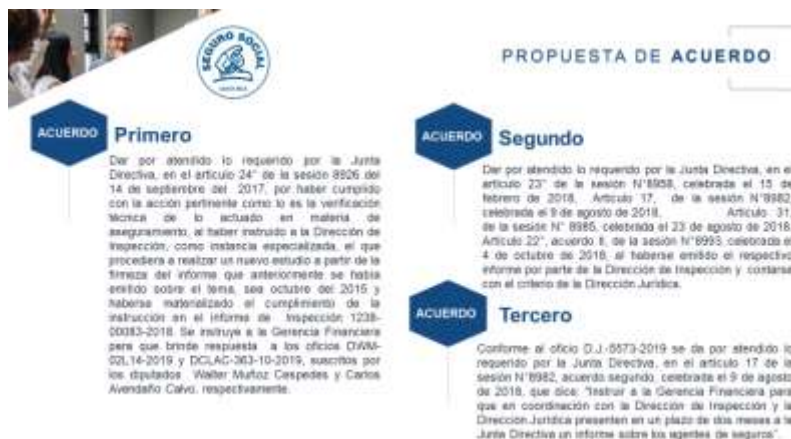 SEGURO SOCIAL
PROPUESTA DE ACUERDO
ACUERDO
Primero
Dar por atendido lo requerido por la Junta
Directiva, en el artículo 24° de la sesión 8926 del
14 de septiembre del 2017, por haber cumplido
con la acción pertinente como lo es la verificación
técnica de lo actuado en materia de
aseguramiento, al haber instruido a la Dirección de
Inspección, como instancia especializada, el que
procediera a realizar un nuevo estudio a partir de la
firmeza del informe que anteriormente se había
emitido sobre el tema, sea octubre del 2015 y
haberse materializado el cumplimiento de la
instrucción en el informe de Inspección 1238-
00083-2018. Se instruye a la Gerencia Financiera
para que brinde respuesta a los oficios DWM-
02L14-2019 y DCLAC-363-10-2019, suscritos por
los diputados Walter Muñoz Cespedes y Carlos
Avendaño Calvo, respectivamente.
ACUERDO
Segundo
Dar por atendido lo requerido por la Junta Directiva, en el
artículo 23° de la sesión N°8958, celebrada el 15 de
febrero de 2018, Artículo 17, de la sesión N°8982,
celebrada el 9 de agosto de 2018, Artículo 31,
de la sesión N° 8985, celebrada el 23 de agosto de 2018,
Artículo 22°, acuerdo II, de la sesión N°8993, celebrada el
4 de octubre de 2018, al haberse emitido el respectivo
informe por parte de la Dirección de Inspección y contarse
con el criterio de la Dirección Jurídica.
ACUERDO
Tercero
Conforme al oficio D.J.-5573-2019 se da por atendido lo
requerido por la Junta Directiva, en el artículo 17 de la
sesión N°8982, acuerdo segundo, celebrada el 9 de agosto
de 2018, que dice: "Instruir a la Gerencia Financiera para
que en coordinación con la Dirección de Inspección y la
Dirección Jurídica presenten en un plazo de dos meses a la
Junta Directiva un informe sobre los agentes de seguros".